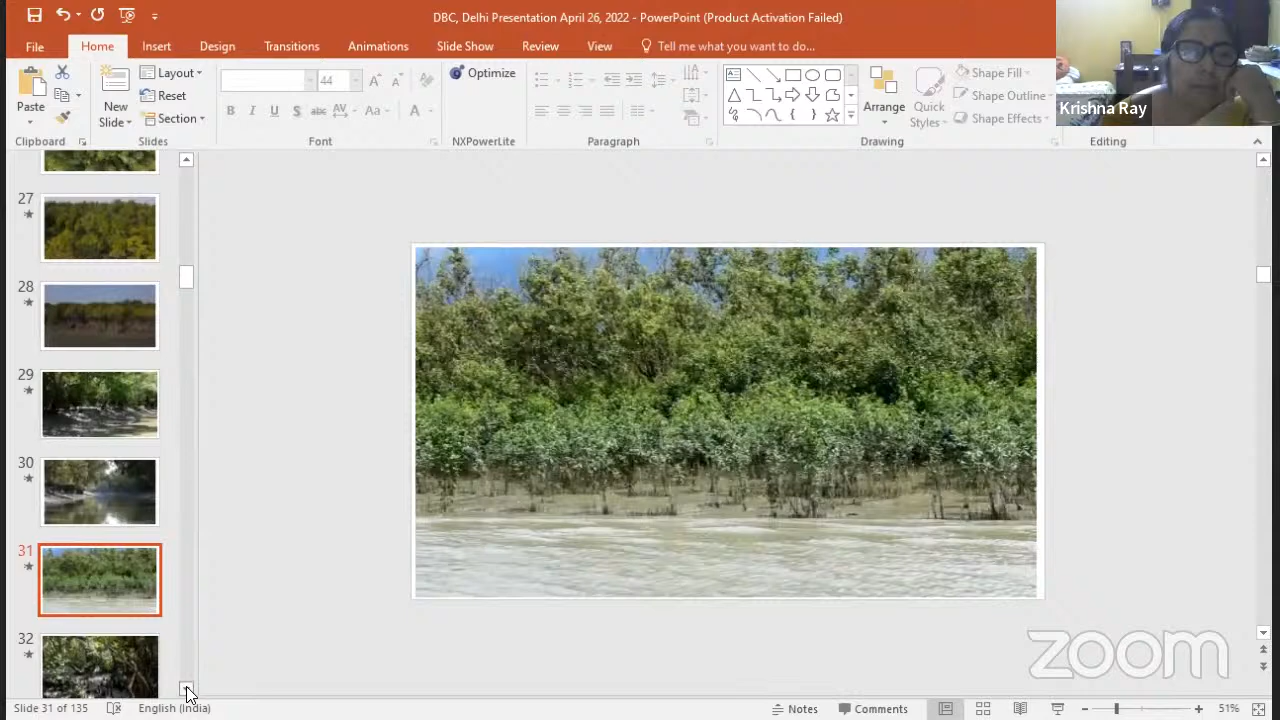 DBC, Delhi Presentation April 26, 2022 - PowerPoint (Product Activation Failed)
File Home Insert Design Transitions Animations Slide Show Review View Tell me what you want to do...
Krishna Ray
Paste
New
Slide
Layout
Reset
Section
44
B I U S abc AV Aa A
Optimize
Arrange
Quick
Styles
Shape Fill
Shape Outline
Shape Effects
Clipboard Slides Font NXPowerLite Paragraph Drawing Editing
27
28
29
30
31
32
zoom
Slide 31 of 135 English (India) Notes Comments 51%